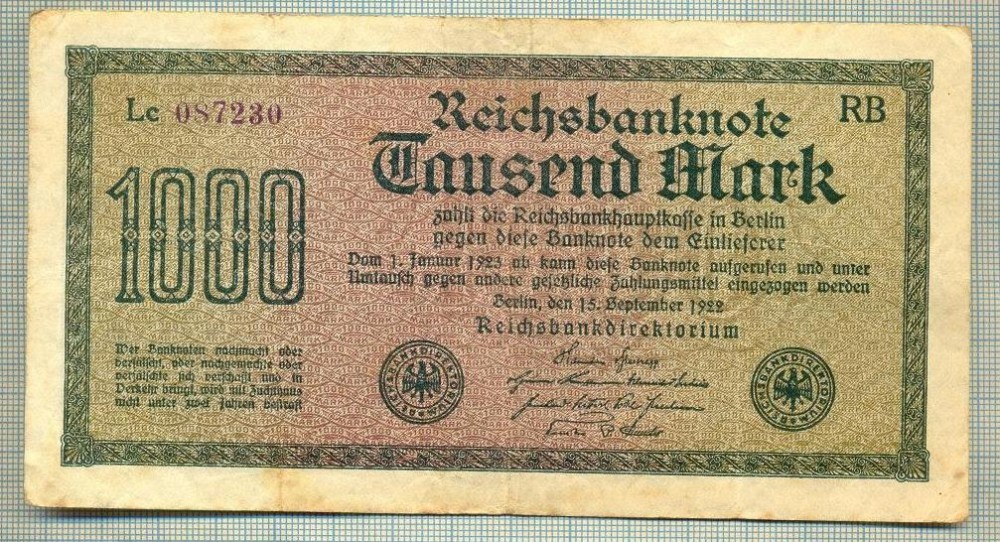 Lc 087230
RB
Reichsbanknote
Tausend Mark
1000
zahlt die Reichsbankhauptkasse in Berlin
gegen diese Banknote dem Einlieferer
Vom 1. Januar 1923 ab kann diese Banknote aufgerufen und unter
Umtausch gegen andere gesetzliche Zahlungsmittel eingezogen werden
Berlin, den 15. September 1922
Reichsbankdirektorium
Wer Banknoten nachmacht oder
verfälscht, oder nachgemachte oder
verfälschte sich verschafft und in
Verkehr bringt, wird mit Zuchthaus
nicht unter zwei Jahren bestraft
REICHSBANKDIREKTORIUM
REICHSBANKDIREKTORIUM